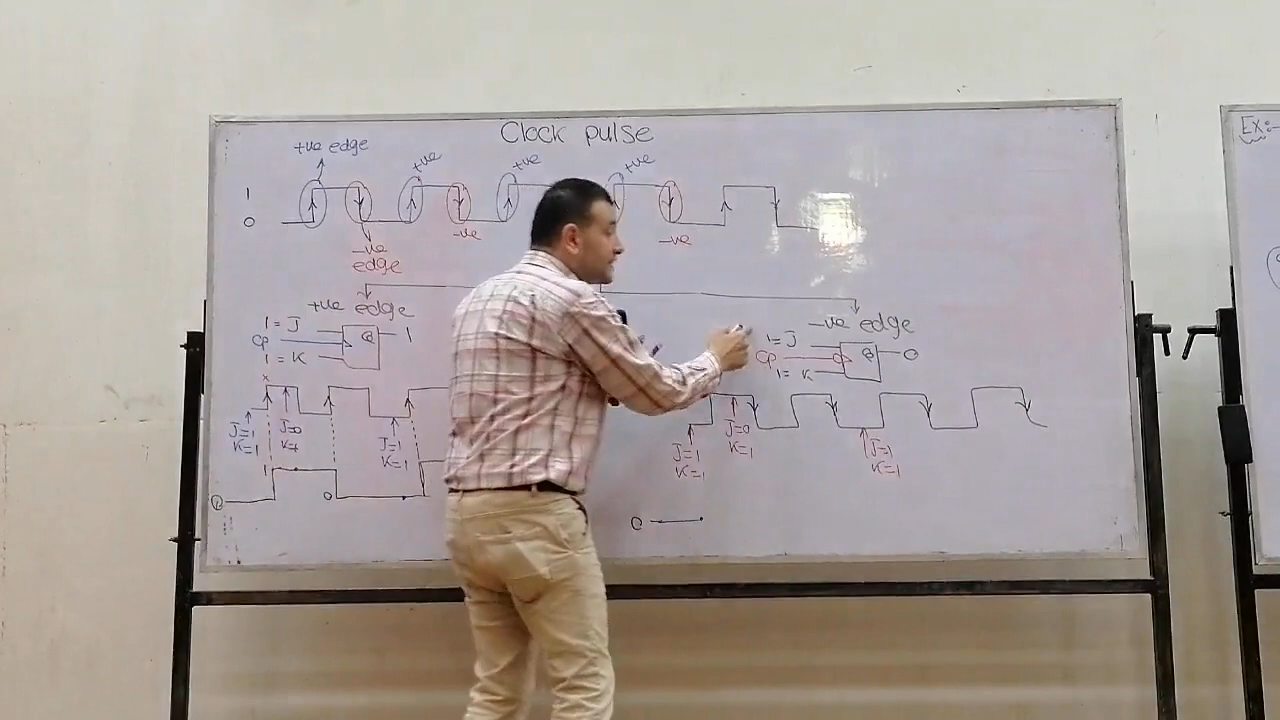 Clock pulse
EX:-
+ve edge
+ve
+ve
+ve
1
0
-ve
edge
-ve
-ve
+ve edge
-ve edge
1 = J
Q
1
CP
1 = K
1 = J
Q
0
CP
1 = K
x
J=1
K=1
J=0
J=1
K=1
J=1
K=1
J=0
K=1
J=1
K=1
1
0